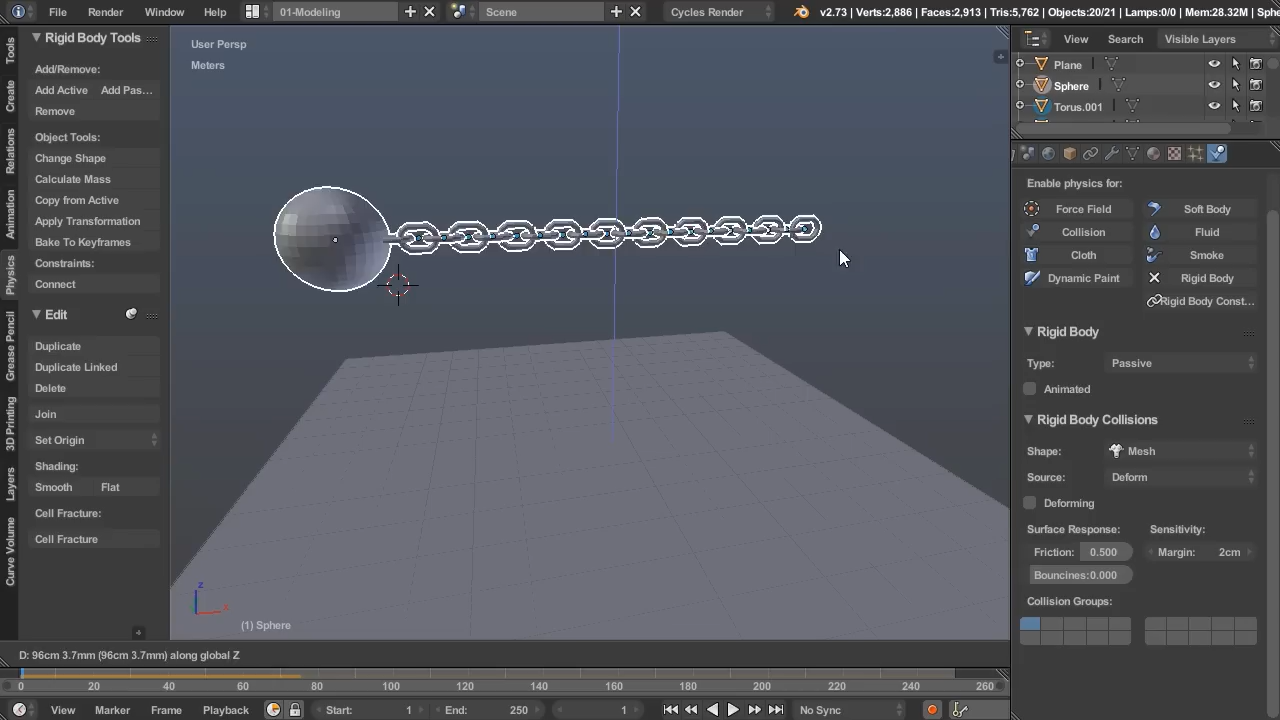 File Render Window Help 01-Modeling Scene Cycles Render v2.73 | Verts:2,886 | Faces:2,913 | Tris:5,762 | Objects:20/21 | Lamps:0/0 | Mem:28.32M | Sphe
Rigid Body Tools
Add/Remove:
Add Active Add Pas...
Remove
Object Tools:
Change Shape
Calculate Mass
Copy from Active
Apply Transformation
Bake To Keyframes
Constraints:
Connect
Edit
Duplicate
Duplicate Linked
Delete
Join
Set Origin
Shading:
Smooth Flat
Cell Fracture:
Cell Fracture
Tools
Create
Relations
Animation
Physics
Grease Pencil
3D Printing
Layers
Curve Volume
User Persp
Meters
z
x
(1) Sphere
View Search Visible Layers
Plane
Sphere
Torus.001
Enable physics for:
Force Field Soft Body
Collision Fluid
Cloth Smoke
Dynamic Paint Rigid Body
Rigid Body Const...
Rigid Body
Type: Passive
Animated
Rigid Body Collisions
Shape: Mesh
Source: Deform
Deforming
Surface Response: Sensitivity:
Friction: 0.500 Margin: 2cm
Bouncines:0.000
Collision Groups:
D: 96cm 3.7mm (96cm 3.7mm) along global Z
0 20 40 60 80 100 120 140 160 180 200 220 240 260
View Marker Frame Playback Start: 1 End: 250 1 No Sync